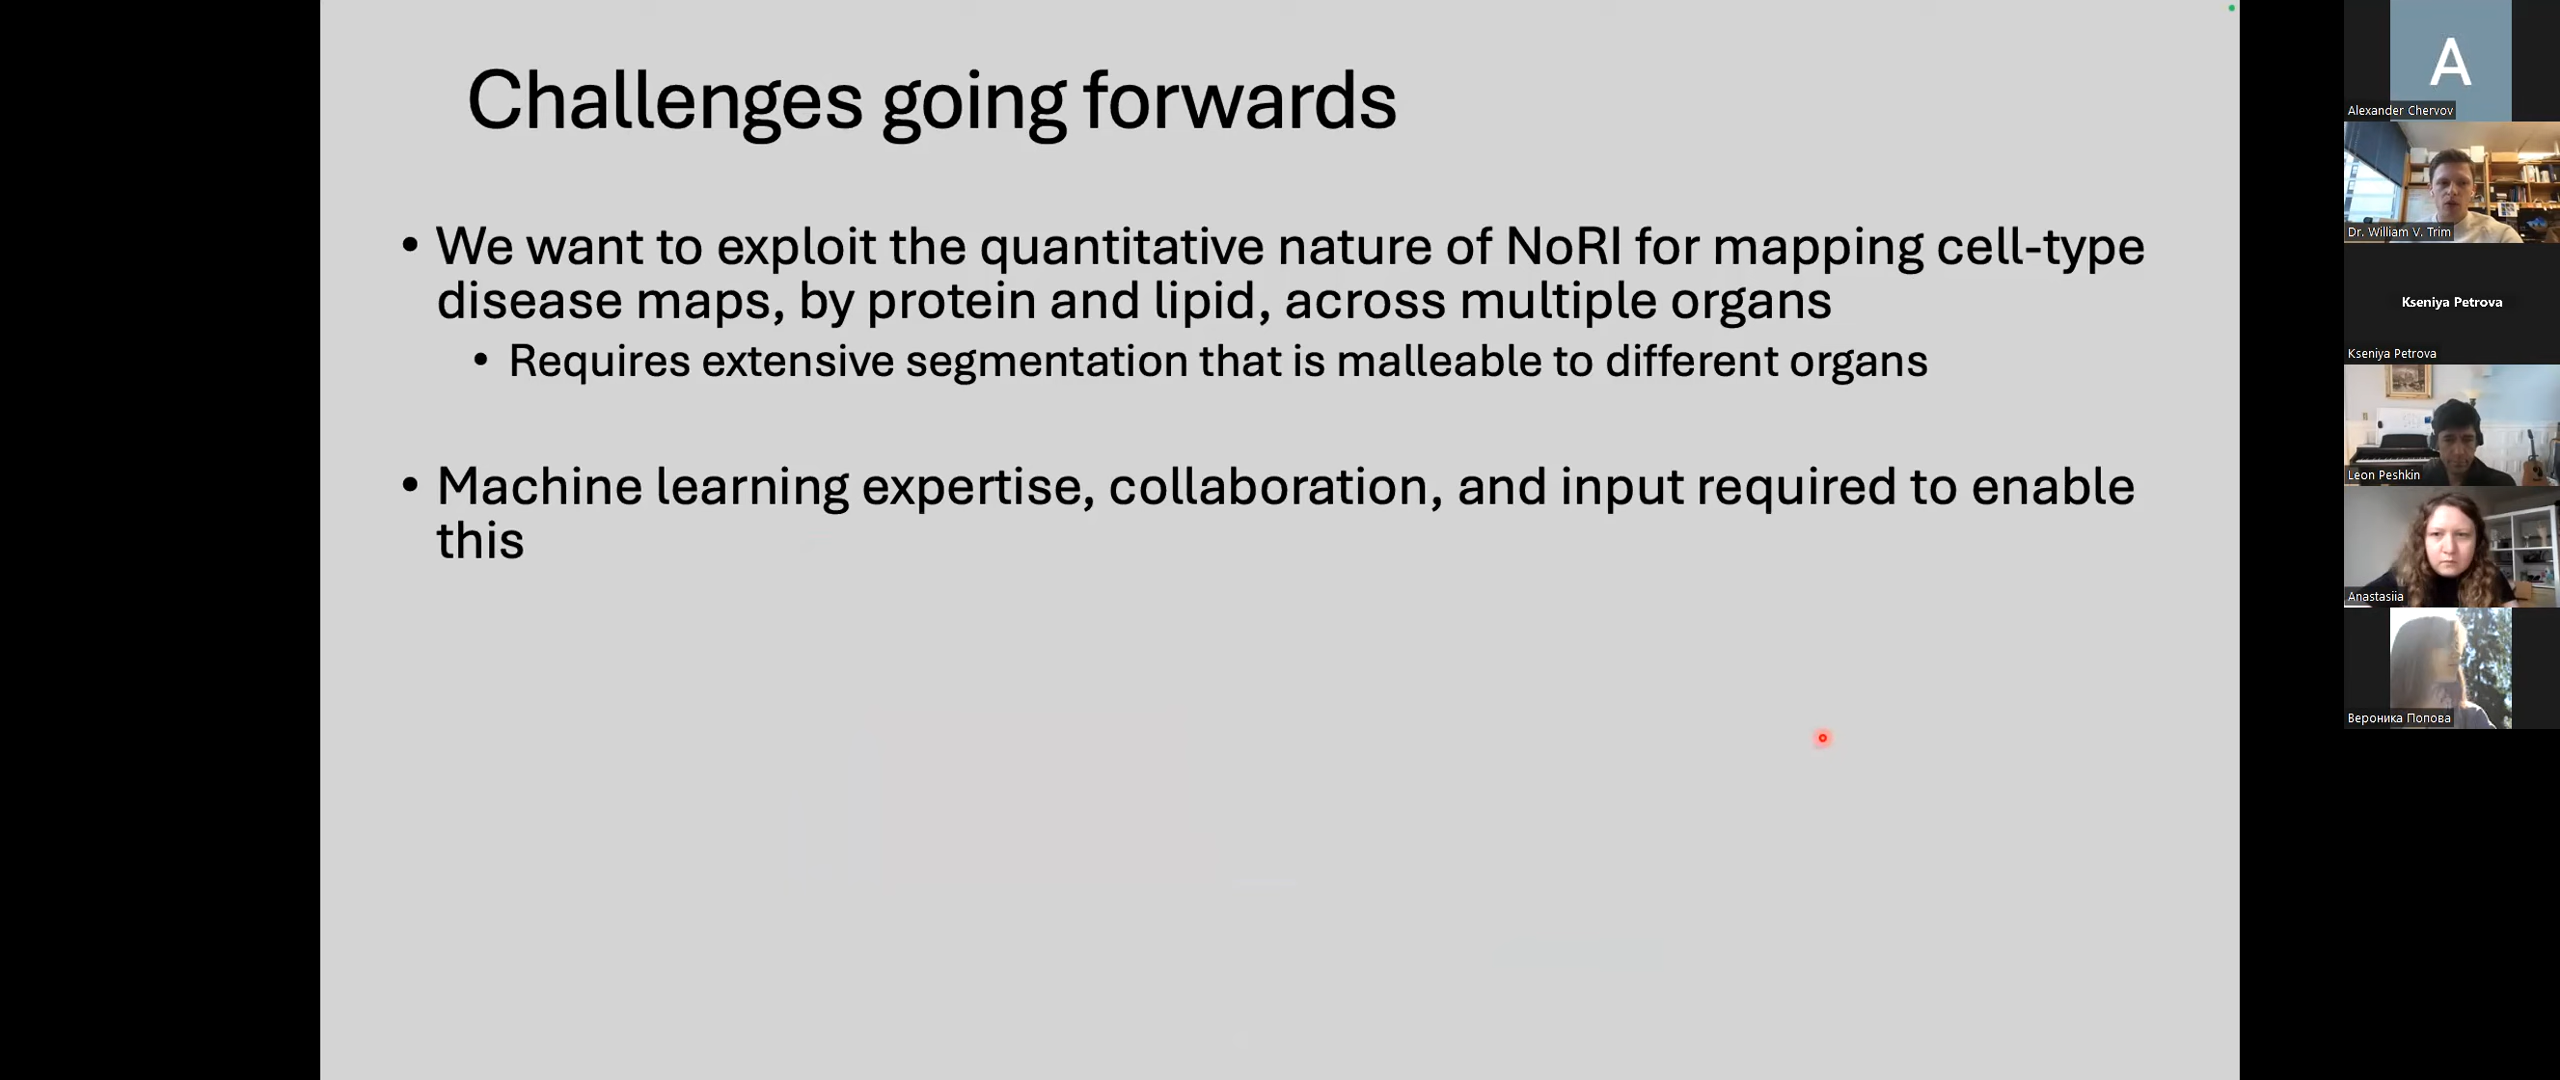 Challenges going forwards
• We want to exploit the quantitative nature of NoRI for mapping cell-type
disease maps, by protein and lipid, across multiple organs
• Requires extensive segmentation that is malleable to different organs
• Machine learning expertise, collaboration, and input required to enable
this
A
Alexander Chervov
Dr. William V. Trim
Kseniya Petrova
Kseniya Petrova
Leon Peshkin
Anastasiia
Вероника Попова